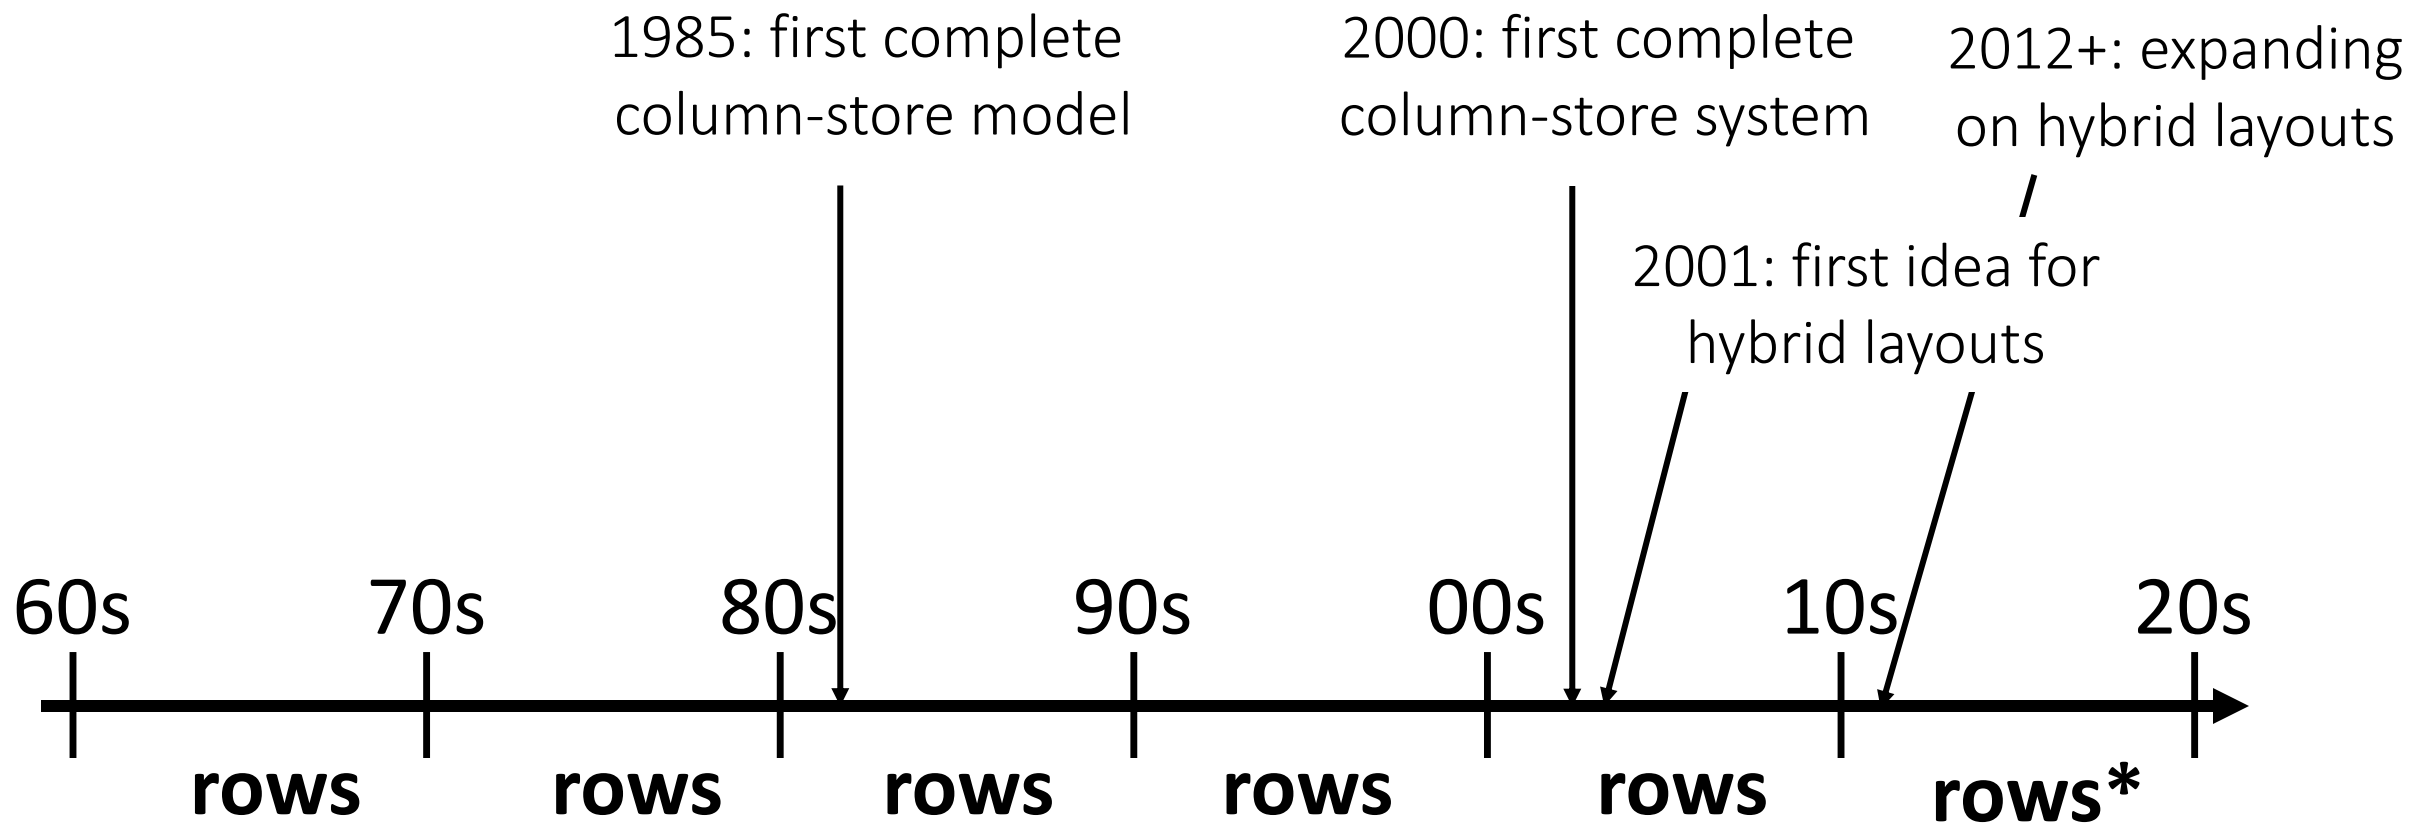 1985: first complete
column-store model
2000: first complete
column-store system
2012+: expanding
on hybrid layouts
2001: first idea for
hybrid layouts
60s 70s 80s 90s 00s 10s 20s
rows rows rows rows rows rows*